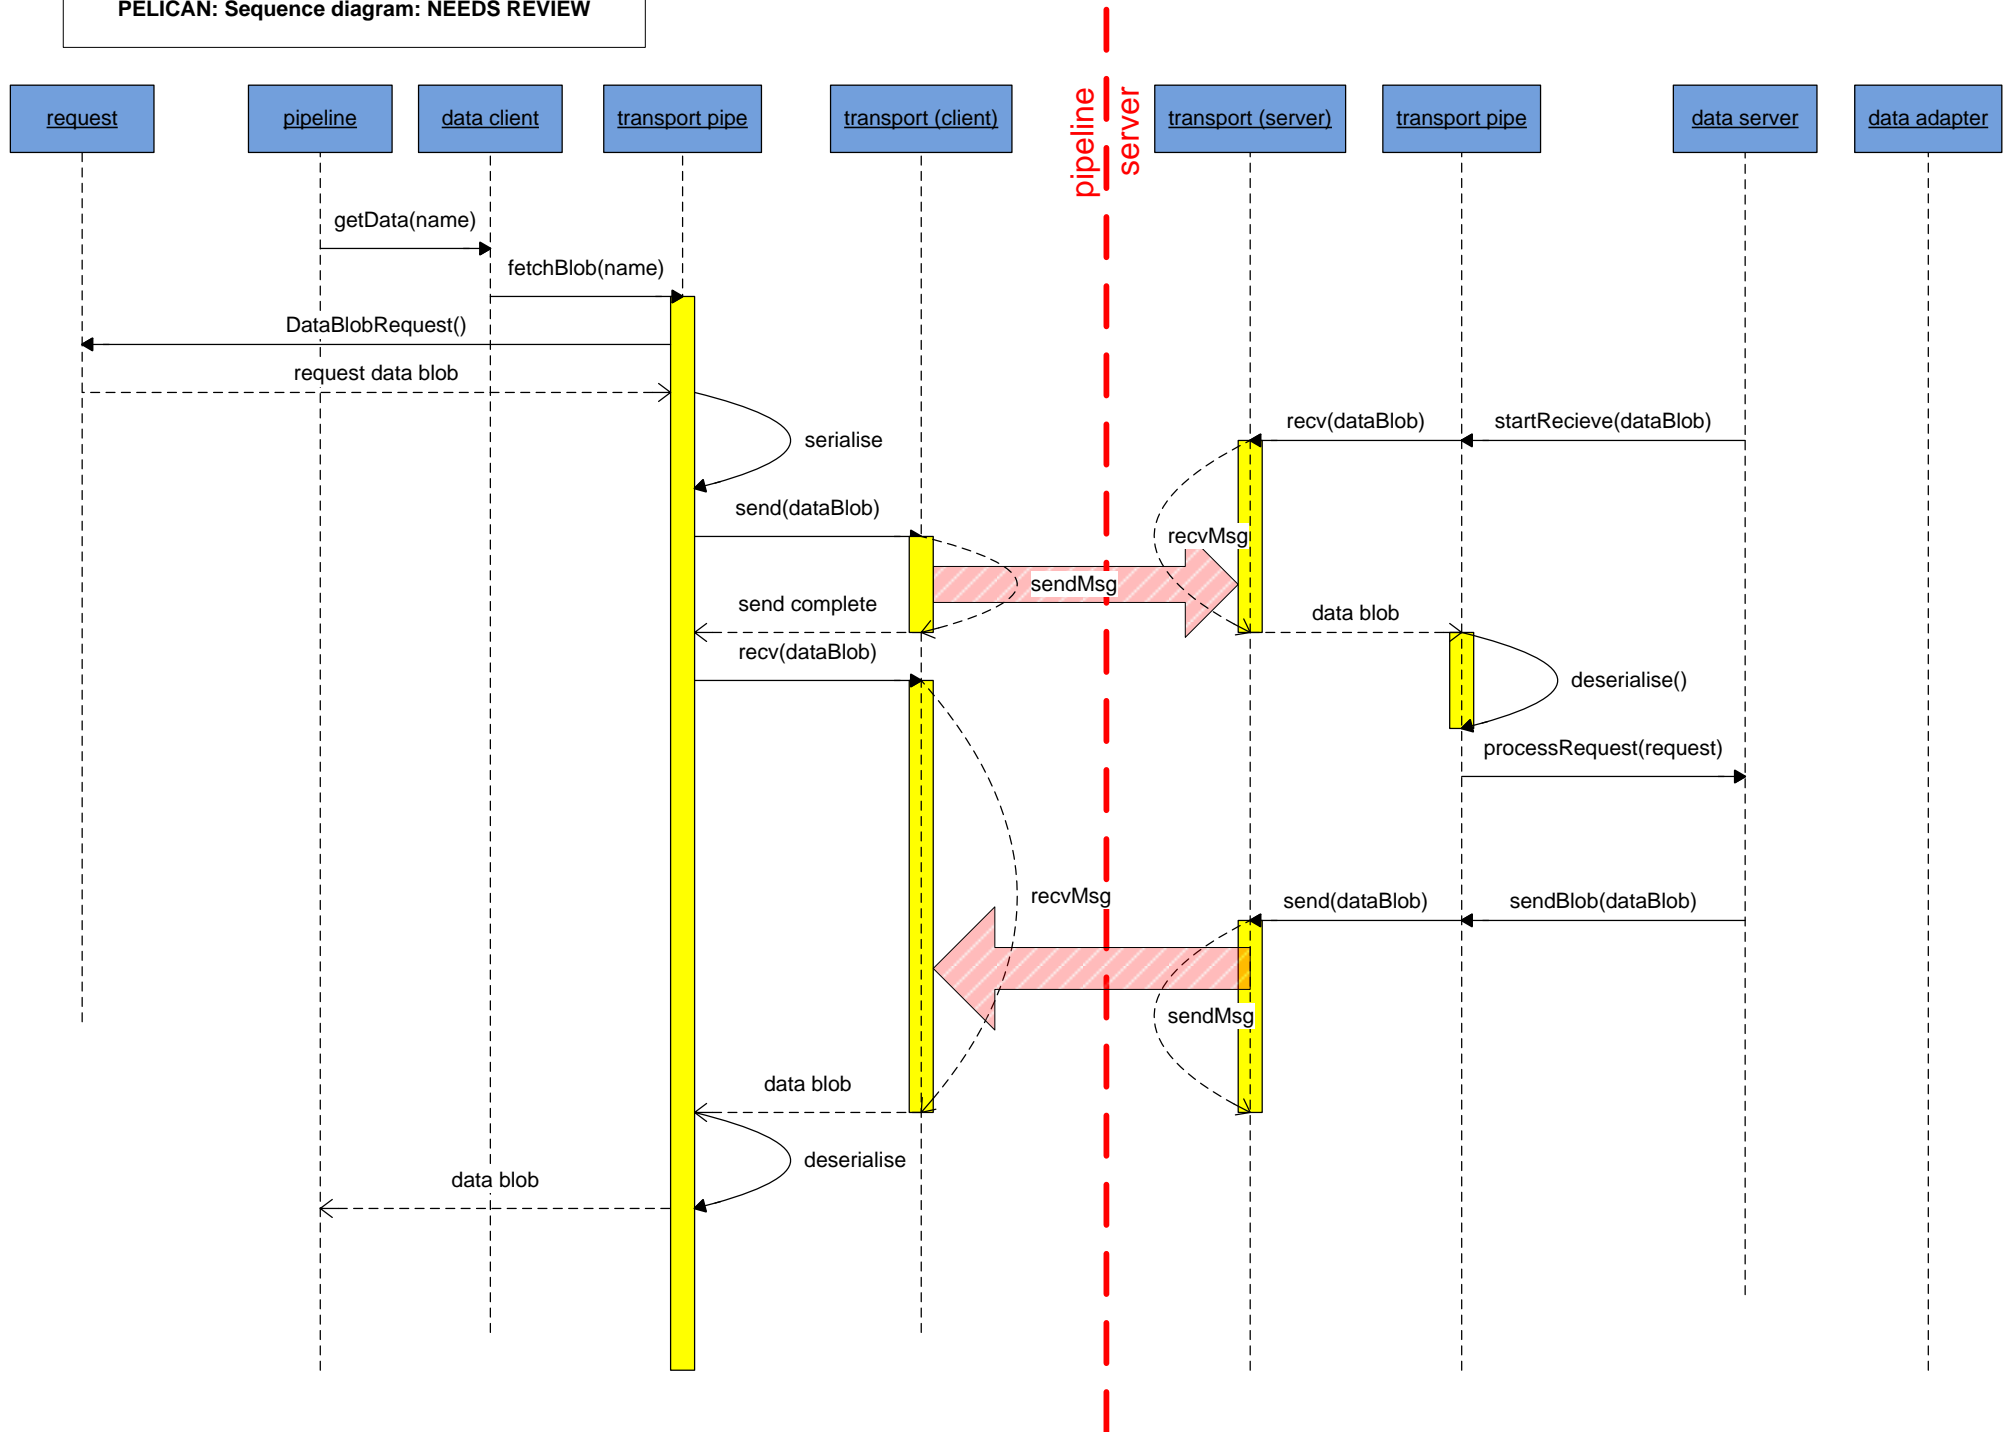 PELICAN: Sequence diagram: NEEDS REVIEW
pipeline
server
request
pipeline
data client
transport pipe
transport (client)
transport (server)
transport pipe
data server
data adapter
getData(name)
fetchBlob(name)
DataBlobRequest()
request data blob
serialise
recv(dataBlob)
startRecieve(dataBlob)
send(dataBlob)
recvMsg
sendMsg
send complete
data blob
recv(dataBlob)
deserialise()
processRequest(request)
recvMsg
send(dataBlob)
sendBlob(dataBlob)
sendMsg
data blob
deserialise
data blob